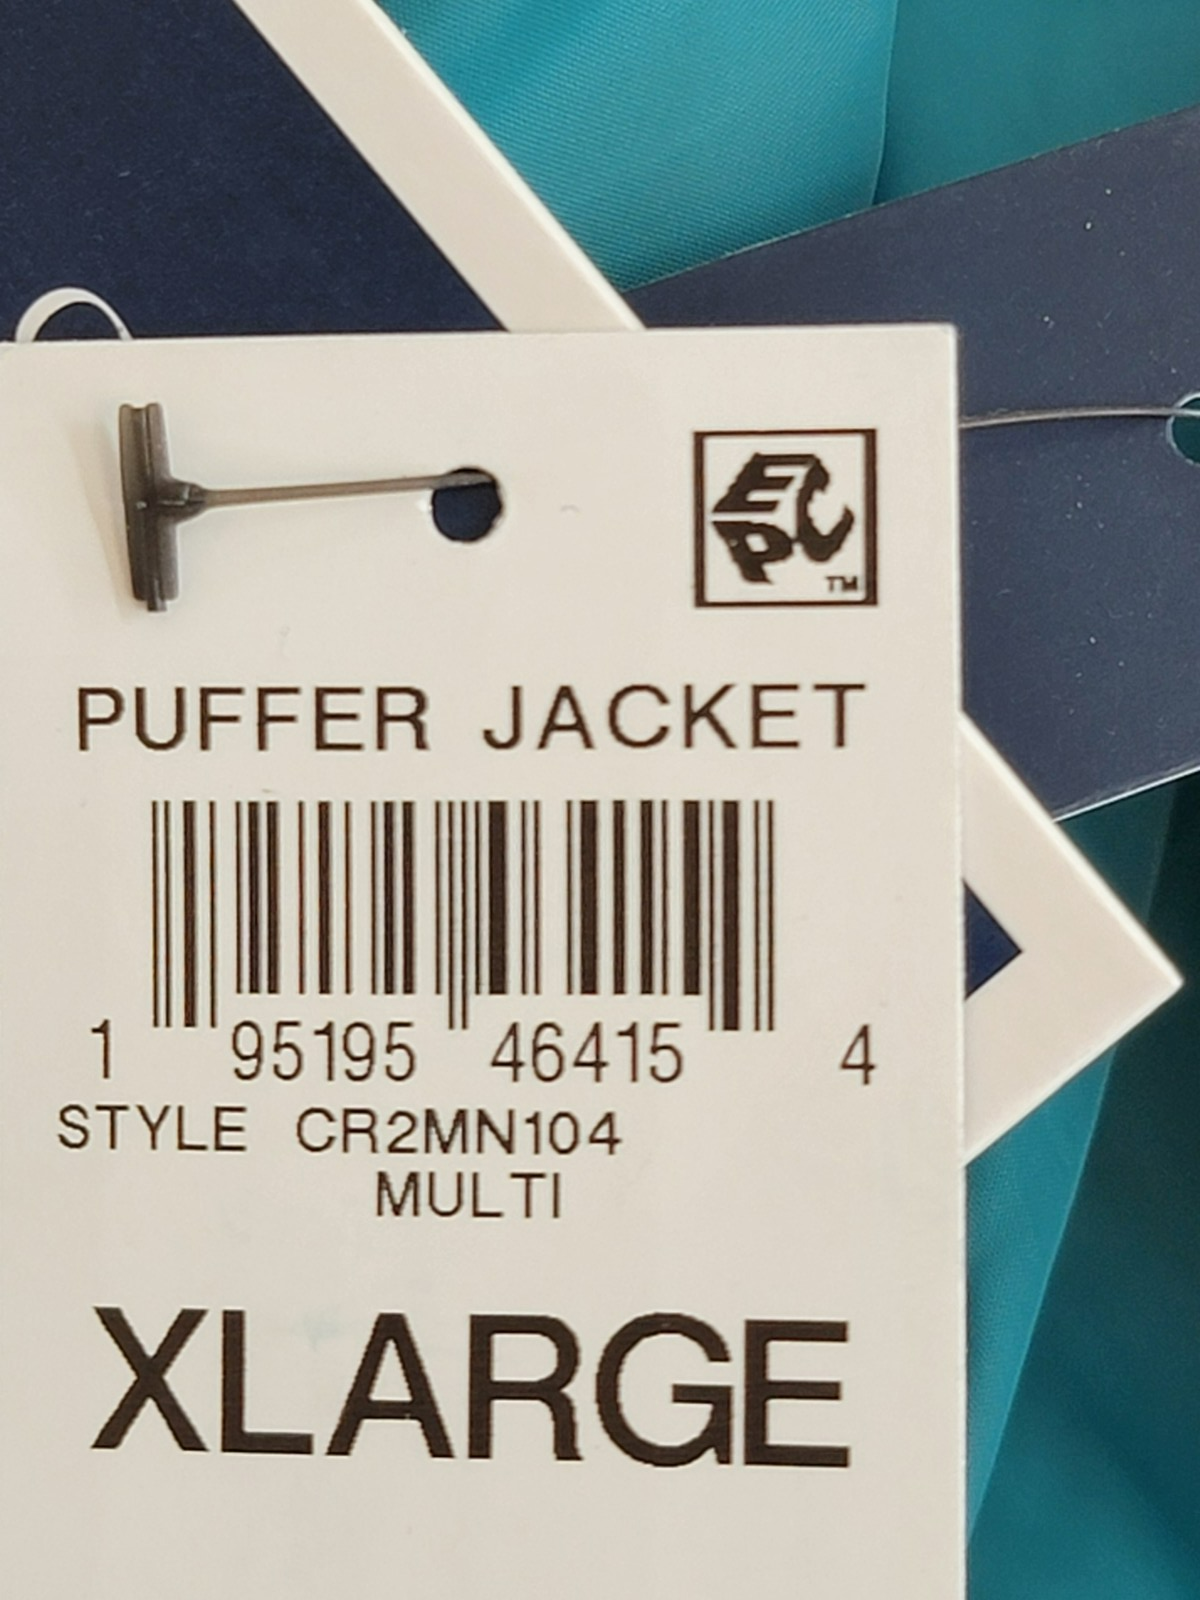 EPC
TM
PUFFER JACKET
1 95195 46415 4
STYLE CR2MN104
MULTI
XLARGE